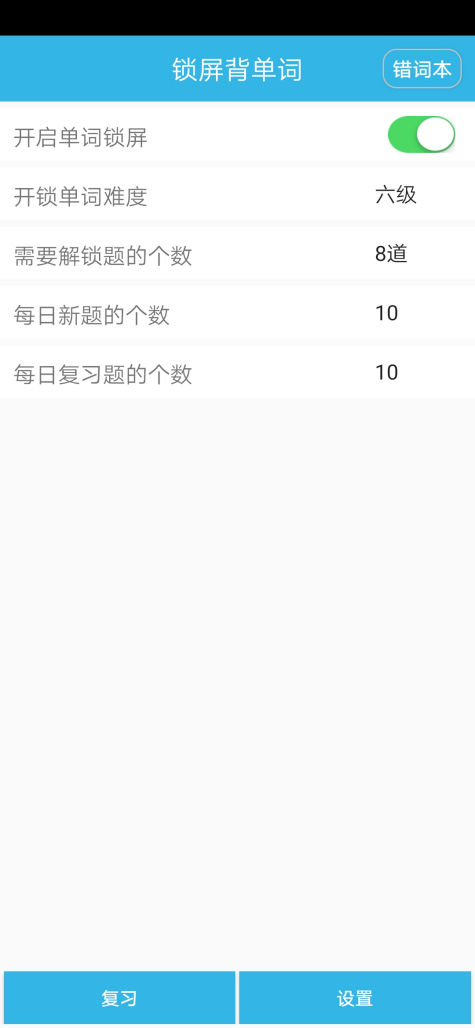 锁屏背单词
错词本
开启单词锁屏
开锁单词难度 六级
需要解锁题的个数 8道
每日新题的个数 10
每日复习题的个数 10
复习 设置